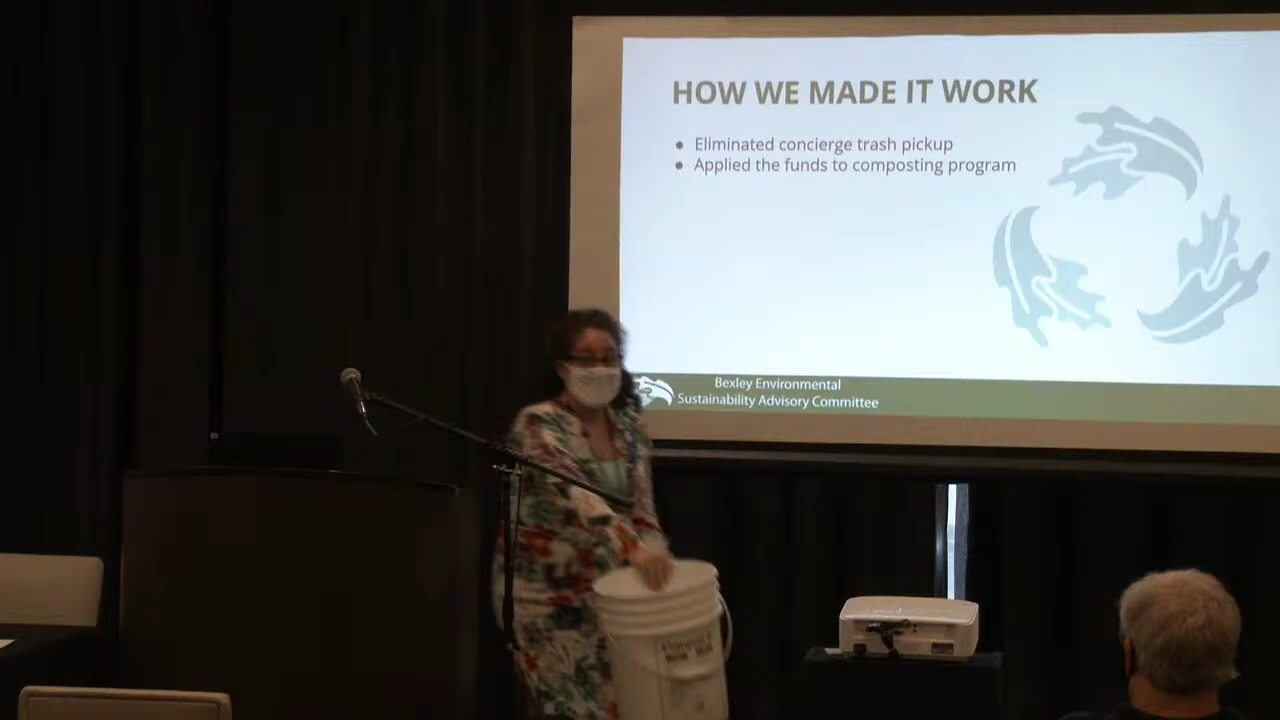 HOW WE MADE IT WORK
● Eliminated concierge trash pickup
● Applied the funds to composting program
Bexley Environmental
Sustainability Advisory Committee